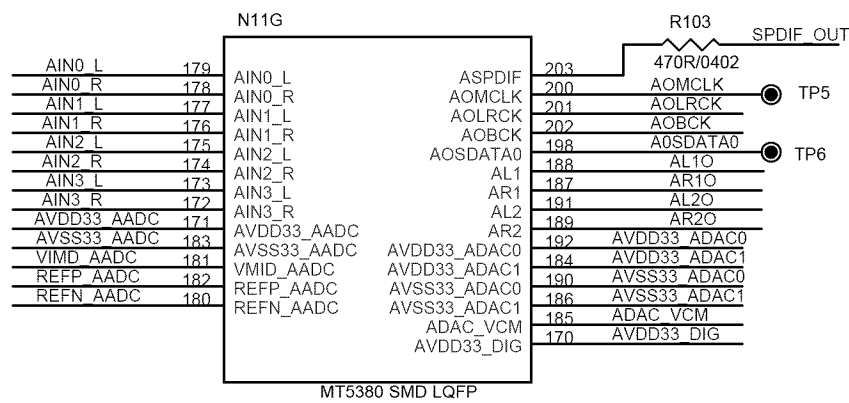 N11G
R103
SPDIF_OUT
470R/0402
AIN0_L 179 AIN0_L ASPDIF 203
AIN0_R 178 AIN0_R AOMCLK 200 AOMCLK TP5
AIN1_L 177 AIN1_L AOLRCK 201 AOLRCK
AIN1_R 176 AIN1_R AOBCK 202 AOBCK
AIN2_L 175 AIN2_L AOSDATA0 198 A0SDATA0 TP6
AIN2_R 174 AIN2_R AL1 188 AL1O
AIN3_L 173 AIN3_L AR1 187 AR1O
AIN3_R 172 AIN3_R AL2 191 AL2O
AVDD33_AADC 171 AVDD33_AADC AR2 189 AR2O
AVSS33_AADC 183 AVSS33_AADC AVDD33_ADAC0 192 AVDD33_ADAC0
VIMD_AADC 181 VMID_AADC AVDD33_ADAC1 184 AVDD33_ADAC1
REFP_AADC 182 REFP_AADC AVSS33_ADAC0 190 AVSS33_ADAC0
REFN_AADC 180 REFN_AADC AVSS33_ADAC1 186 AVSS33_ADAC1
ADAC_VCM 185 ADAC_VCM
AVDD33_DIG 170 AVDD33_DIG
MT5380 SMD LQFP